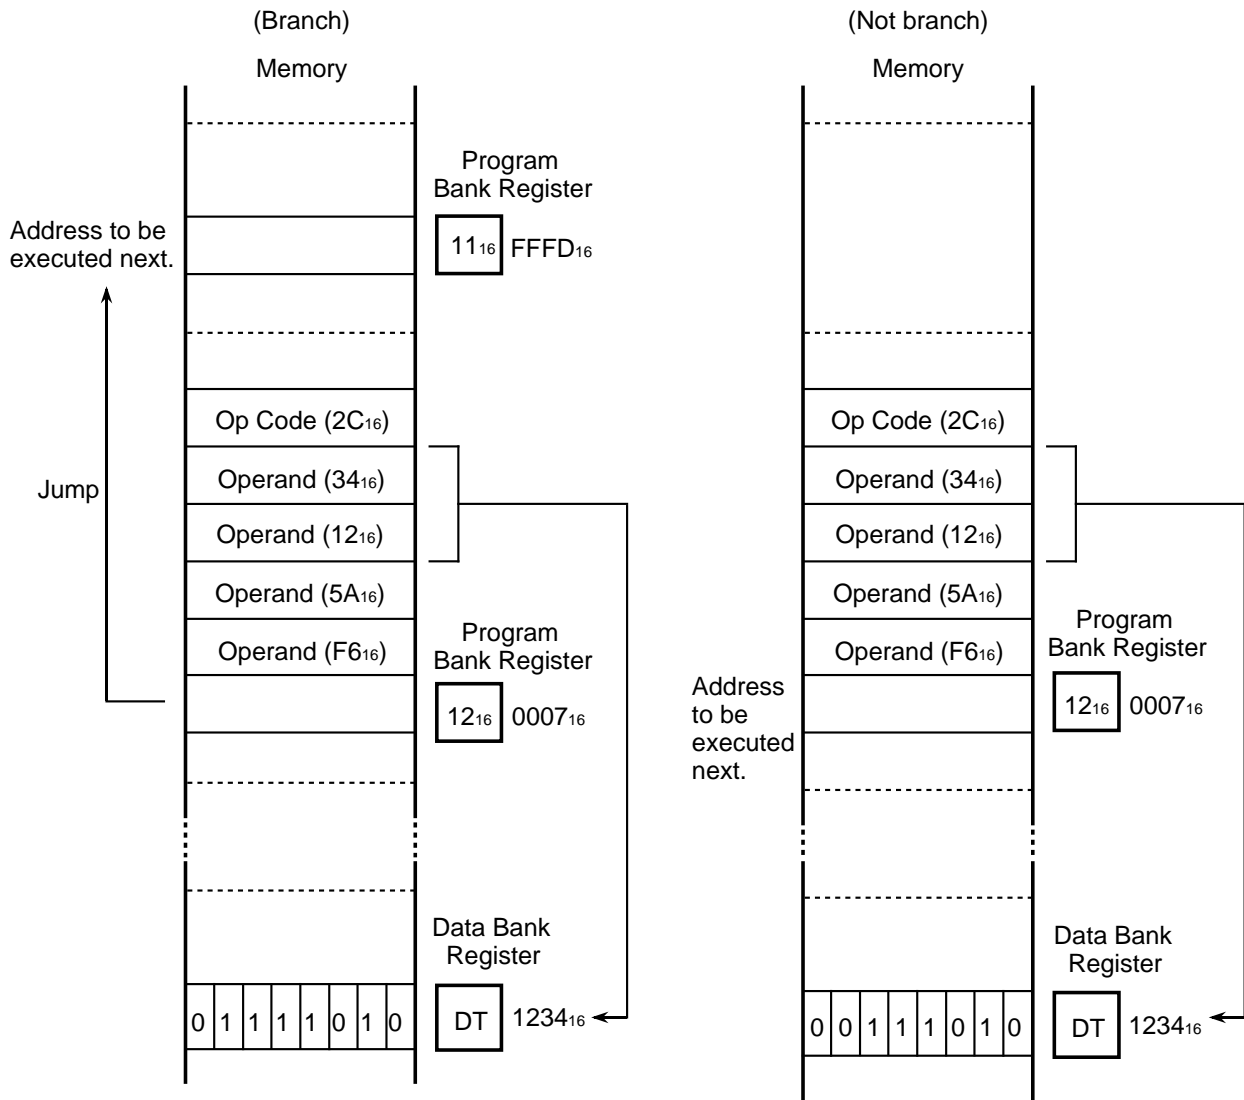 (Branch)
Memory
Program
Bank Register
11₁₆ FFFD₁₆
Address to be
executed next.
Op Code (2C₁₆)
Operand (34₁₆)
Jump
Operand (12₁₆)
Operand (5A₁₆)
Operand (F6₁₆)
Program
Bank Register
12₁₆ 0007₁₆
Data Bank
Register
0 1 1 1 1 0 1 0
DT 1234₁₆
(Not branch)
Memory
Op Code (2C₁₆)
Operand (34₁₆)
Operand (12₁₆)
Operand (5A₁₆)
Operand (F6₁₆)
Program
Bank Register
12₁₆ 0007₁₆
Address
to be
executed
next.
Data Bank
Register
0 0 1 1 1 0 1 0
DT 1234₁₆